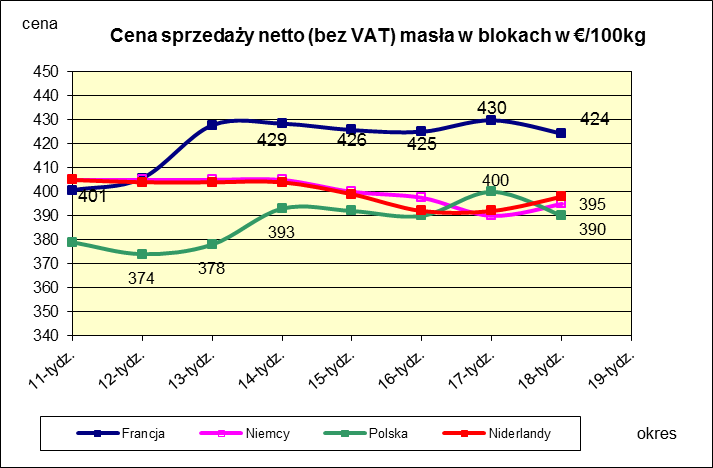 cena
Cena sprzedaży netto (bez VAT) masła w blokach w €/100kg
450
440
430
420
410
400
390
380
370
360
350
340
401
374
378
393
429
426
425
430
400
424
395
390
11-tydz.
12-tydz.
13-tydz.
14-tydz.
15-tydz.
16-tydz.
17-tydz.
18-tydz.
19-tydz.
Francja Niemcy Polska Niderlandy
okres